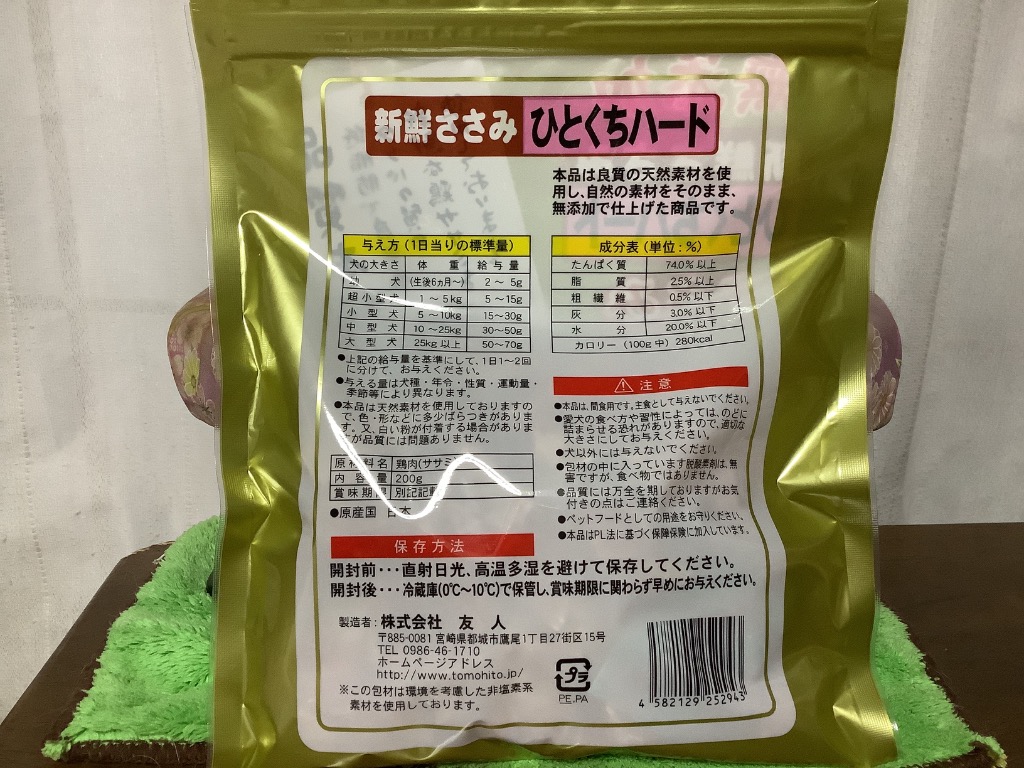 新鮮ささみ ひとくちハード
本品は良質の天然素材を使
用し、自然の素材をそのまま、
無添加で仕上げた商品です。
与え方(1日当りの標準量)
犬の大きさ 体重 給与量
幼犬 (生後6ヵ月〜) 2〜5g
超小型犬 1〜5kg 5〜15g
小型犬 5〜10kg 15〜30g
中型犬 10〜25kg 30〜50g
大型犬 25kg以上 50〜70g
●上記の給与量を基準にして、1日1〜2回
に分けて、お与えください。
●与える量は犬種・年令・性質・運動量・
季節等により異なります。
●本品は天然素材を使用しておりますの
で、色・形などに多少ばらつきがありま
す。又、白い粉が付着する場合がありま
すが品質には問題ありません。
原材料名 鶏肉(ササミ)
内容量 200g
賞味期限 別記記載
●原産国 日本
成分表(単位:%)
たんぱく質 74.0%以上
脂質 2.5%以上
粗繊維 0.5%以下
灰分 3.0%以下
水分 20.0%以下
カロリー(100g中)280kcal
注意
●本品は、間食用です。主食として与えないでください。
●愛犬の食べ方や習性によっては、のどに
詰まらせる恐れがありますので、適切な
大きさにしてお与えください。
●犬以外には与えないでください。
●包材の中に入っています脱酸素剤は、無
害ですが、食べ物ではありません。
●品質には万全を期しておりますがお気
付きの点はご連絡ください。
●ペットフードとしての用途をお守りください。
●本品はPL法に基づく保障保険に加入しています。
保存方法
開封前・・・直射日光、高温多湿を避けて保存してください。
開封後・・・冷蔵庫(0℃〜10℃)で保管し、賞味期限に関わらず早めにお与えください。
製造者:株式会社 友人
〒885-0081 宮崎県都城市鷹尾1丁目27街区15号
TEL 0986-46-1710
ホームページアドレス
http://www.tomohito.jp/
※この包材は環境を考慮した非塩素系
素材を使用しております。
プラ
PE,PA
4 582129 252943